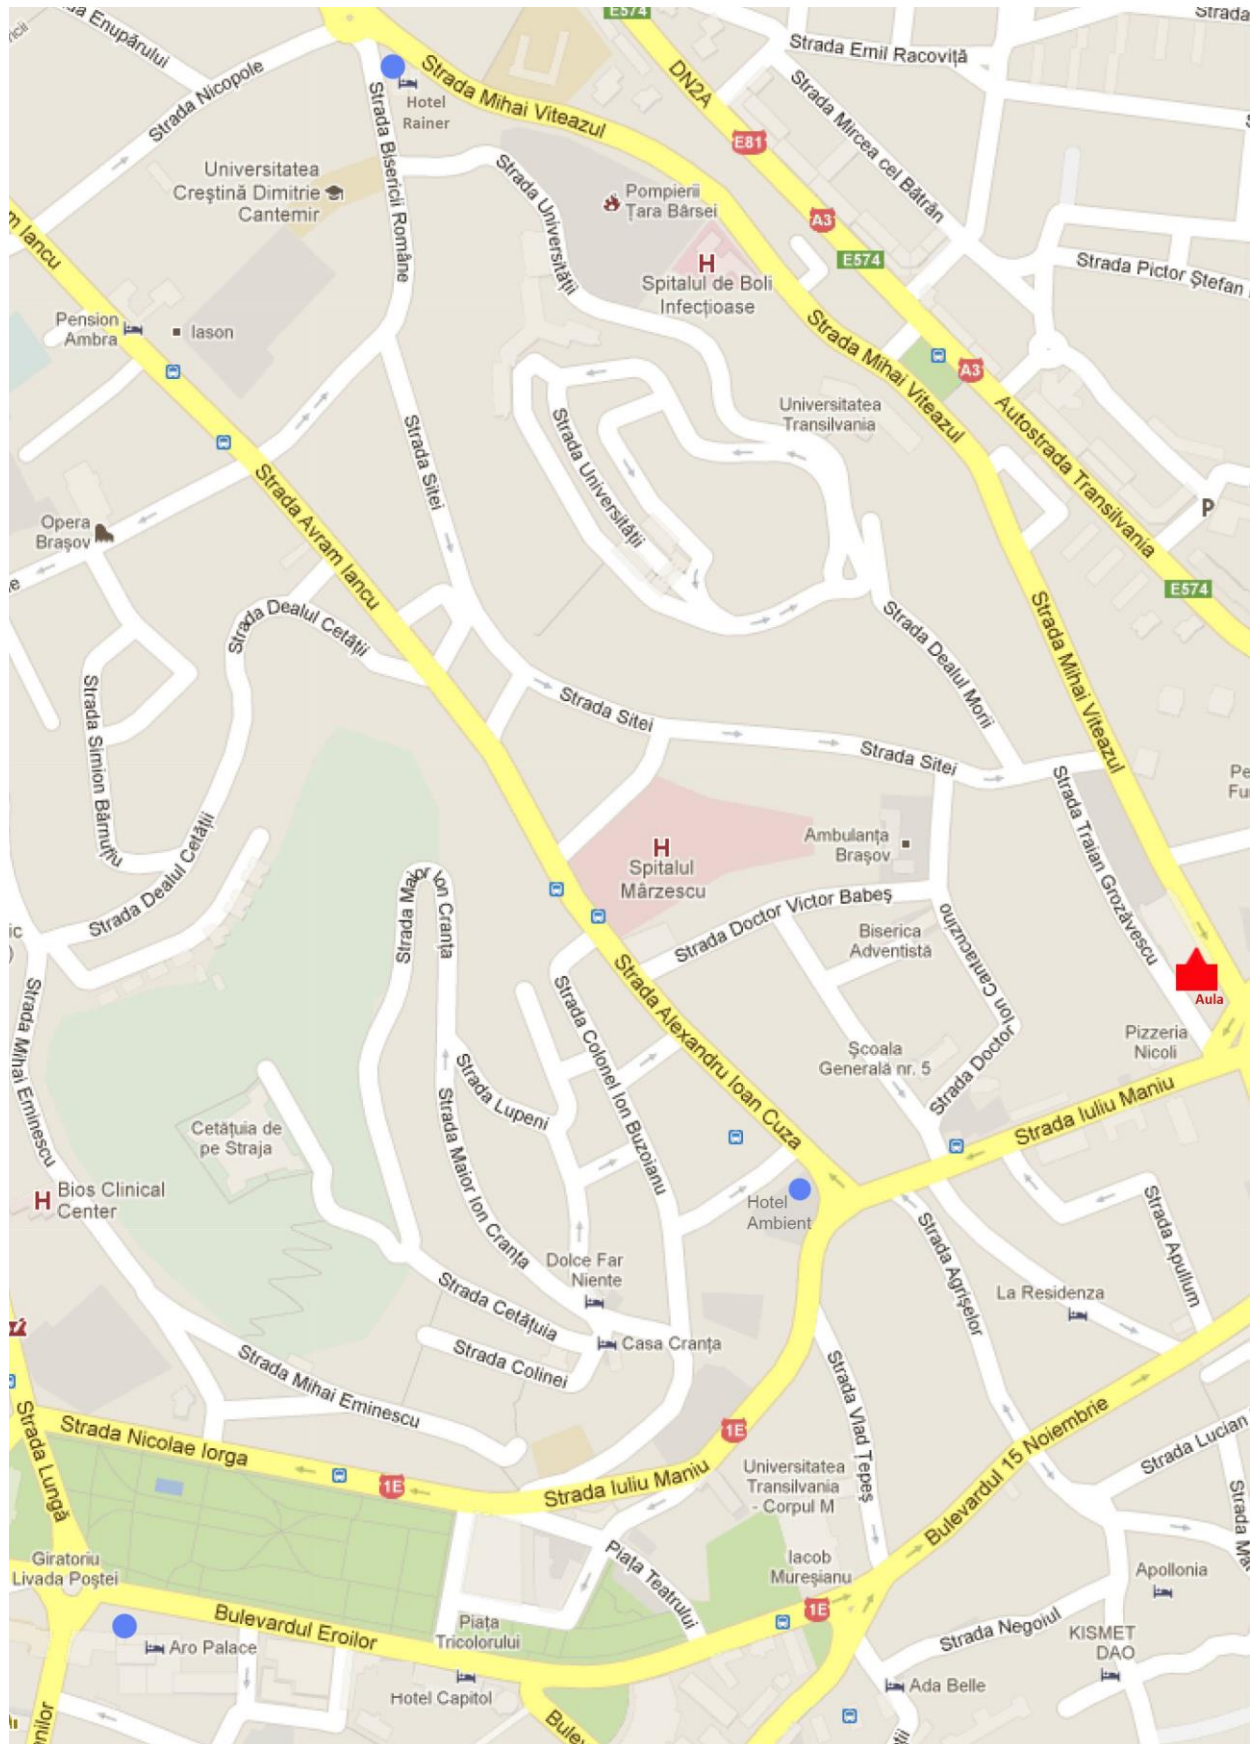 E574
Strada
Enupărului
Strada Emil Racoviță
DN2A
Strada Nicopole
Hotel
Rainer
Strada Mihai Viteazul
Strada Mircea cel Bătrân
E81
Strada Bisericii Române
Universitatea
Creștină Dimitrie
Cantemir
Strada Universității
Pompierii
Țara Bârsei
A3
E574
Iancu
H
Spitalul de Boli
Infecțioase
Strada Pictor Ștefan
Pension
Ambra
Iason
Strada Mihai Viteazul
A3
Universitatea
Transilvania
Autostrada Transilvania
Strada Sitei
Strada Universității
P
Strada Avram Iancu
Opera
Brașov
E574
Strada Dealul Cetății
Strada Dealul Morii
Strada Mihai Viteazul
Strada Simion Bărnuțiu
Strada Sitei
Strada Sitei
Strada Dealul Cetății
H
Spitalul
Mârzescu
Ambulanța
Brașov
Strada Traian Grozăvescu
Strada Maior Ion Cranța
Strada Doctor Victor Babeș
Biserica
Adventistă
Strada Doctor Ion Cantacuzino
Aula
Strada Mihai Eminescu
Strada Alexandru Ioan Cuza
Strada Colonel Ion Buzoianu
Școala
Generală nr. 5
Pizzeria
Nicoli
Strada Lupeni
Strada Iuliu Maniu
Cetățuia de
pe Straja
Strada Maior Ion Cranța
H
Bios Clinical
Center
Hotel
Ambient
Strada Agrișelor
Strada Apullum
Dolce Far
Niente
La Residenza
Strada Cetățuia
Casa Cranța
Strada Colinei
Strada Mihai Eminescu
Strada Vlad Țepeș
Strada Nicolae Iorga
Strada Lungă
1E
1E
Strada Iuliu Maniu
Bulevardul 15 Noiembrie
Strada Lucian
Universitatea
Transilvania
- Corpul M
Piața Teatrului
Giratoriu
Livada Poștei
Iacob
Mureșianu
Apollonia
1E
Bulevardul Eroilor
Piața
Tricolorului
Strada Negoiul
KISMET
DAO
Aro Palace
Hotel Capitol
Ada Belle